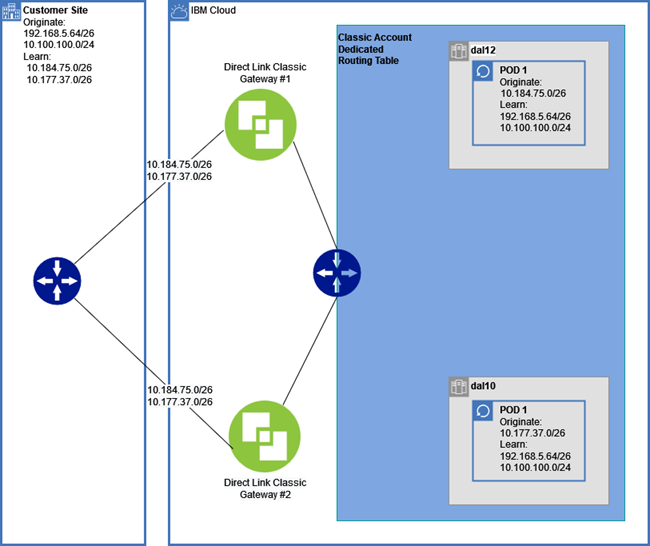 Customer Site
Originate:
192.168.5.64/26
10.100.100.0/24
Learn:
10.184.75.0/26
10.177.37.0/26
IBM Cloud
Direct Link Classic
Gateway #1
10.184.75.0/26
10.177.37.0/26
10.184.75.0/26
10.177.37.0/26
Direct Link Classic
Gateway #2
Classic Account
Dedicated
Routing Table
dal12
POD 1
Originate:
10.184.75.0/26
Learn:
192.168.5.64/26
10.100.100.0/24
dal10
POD 1
Originate:
10.177.37.0/26
Learn:
192.168.5.64/26
10.100.100.0/24